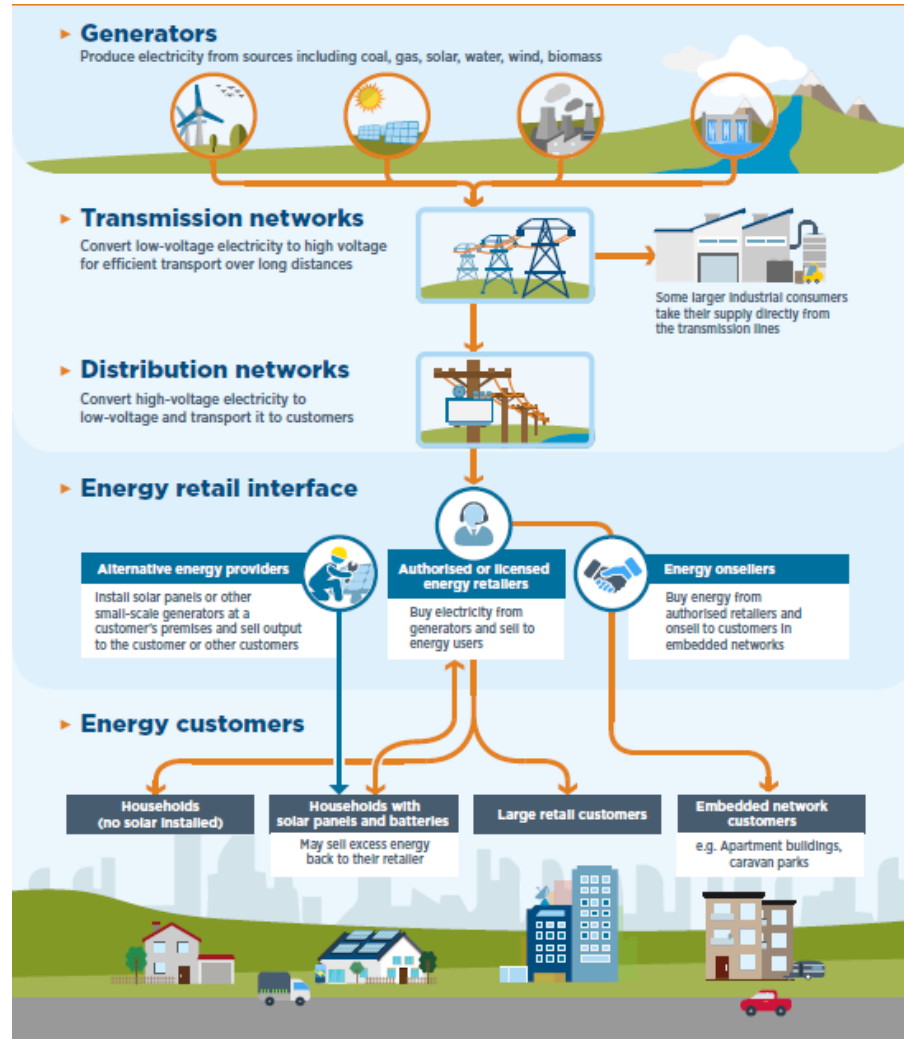 Generators
Produce electricity from sources including coal, gas, solar, water, wind, biomass
Transmission networks
Convert low-voltage electricity to high voltage
for efficient transport over long distances
Some larger industrial consumers
take their supply directly from
the transmission lines
Distribution networks
Convert high-voltage electricity to
low-voltage and transport it to customers
Energy retail interface
Alternative energy providers
Install solar panels or other
small-scale generators at a
customer's premises and sell output
to the customer or other customers
Authorised or licensed
energy retailers
Buy electricity from
generators and sell to
energy users
Energy onsellers
Buy energy from
authorised retailers and
onsell to customers in
embedded networks
Energy customers
Households
(no solar installed)
Households with
solar panels and batteries
May sell excess energy
back to their retailer
Large retail customers
Embedded network
customers
e.g. Apartment buildings,
caravan parks